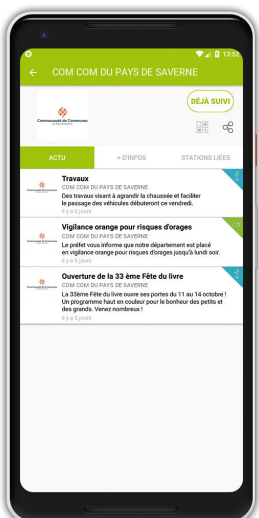 13:52
COM COM DU PAYS DE SAVERNE
Communauté de Communes
DÉJÀ SUIVI
ACTU
+ D'INFOS
STATIONS LIÉES
Travaux
COM COM DU PAYS DE SAVERNE
Des travaux visant à agrandir la chaussée et faciliter
le passage des véhicules débuteront ce vendredi.
Il y a 5 jours
Vigilance orange pour risques d'orages
COM COM DU PAYS DE SAVERNE
Le préfet vous informe que notre département est placé
en vigilance orange pour risques d'orages jusqu'à lundi soir.
Il y a 5 jours
Ouverture de la 33 ème Fête du livre
COM COM DU PAYS DE SAVERNE
La 33ème Fête du livre ouvre ses portes du 11 au 14 octobre !
Un programme haut en couleur pour le bonheur des petits et
des grands. Venez nombreux !
Il y a 5 jours